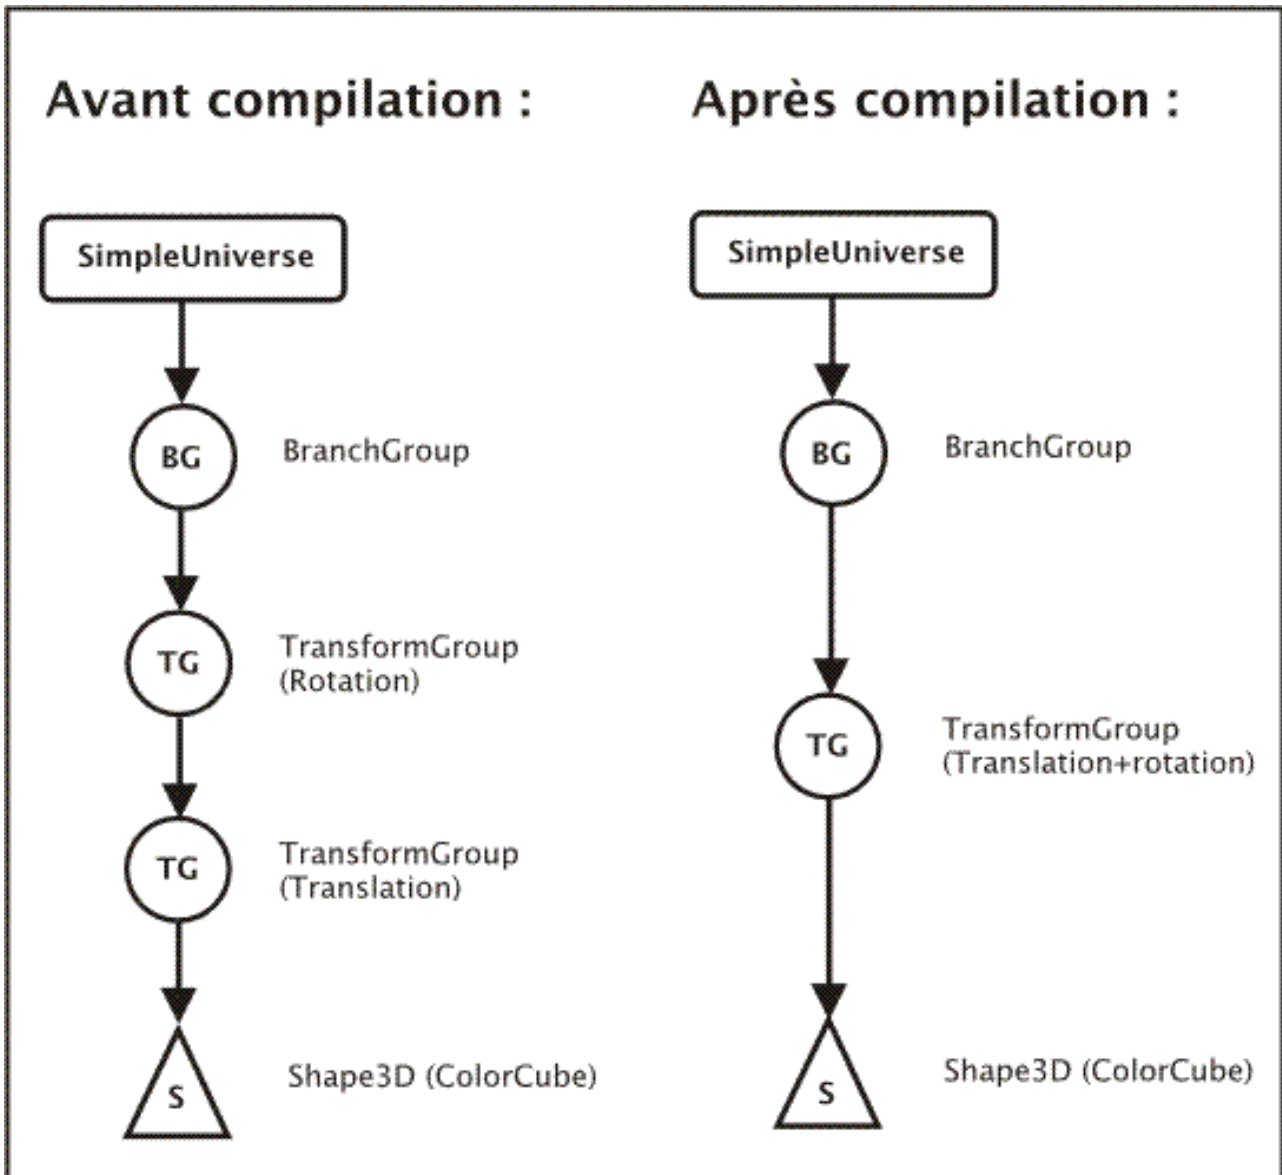 Avant compilation :
SimpleUniverse
BG
BranchGroup
TG
TransformGroup
(Rotation)
TG
TransformGroup
(Translation)
S
Shape3D (ColorCube)
Après compilation :
SimpleUniverse
BG
BranchGroup
TG
TransformGroup
(Translation+rotation)
S
Shape3D (ColorCube)